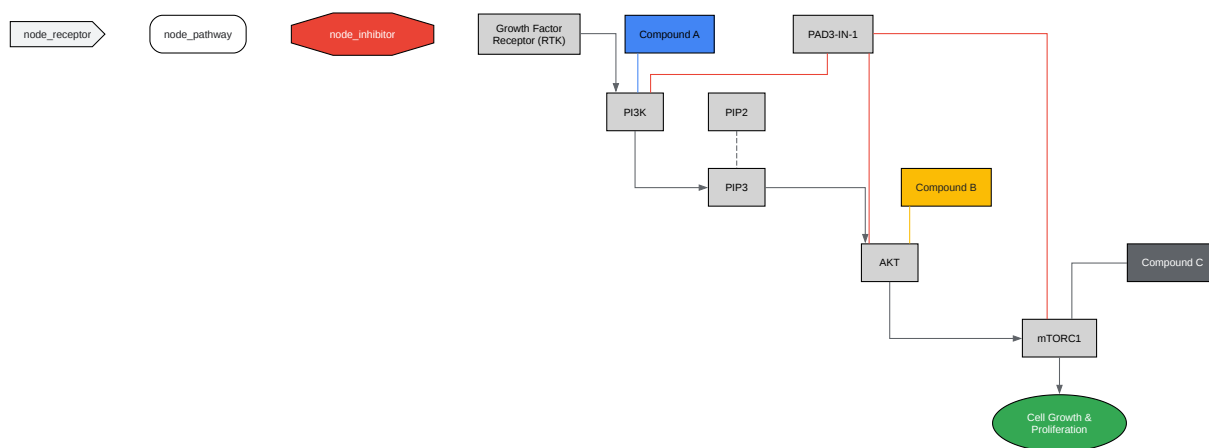 node_receptor
node_pathway
node_inhibitor
Growth Factor
Receptor (RTK)
Compound A
PAD3-IN-1
PI3K
PIP2
PIP3
Compound B
AKT
Compound C
mTORC1
Cell Growth &
Proliferation